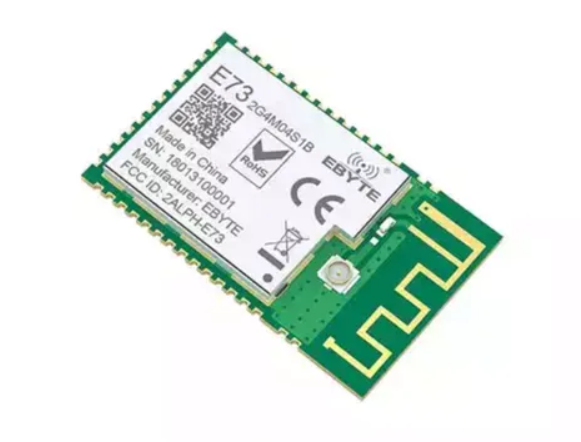 E73
2G4M04S1B
RoHS
EBYTE
CE
Made in China
SN: 18013100001
Manufacturer: EBYTE
FCC ID: 2ALPH-E73